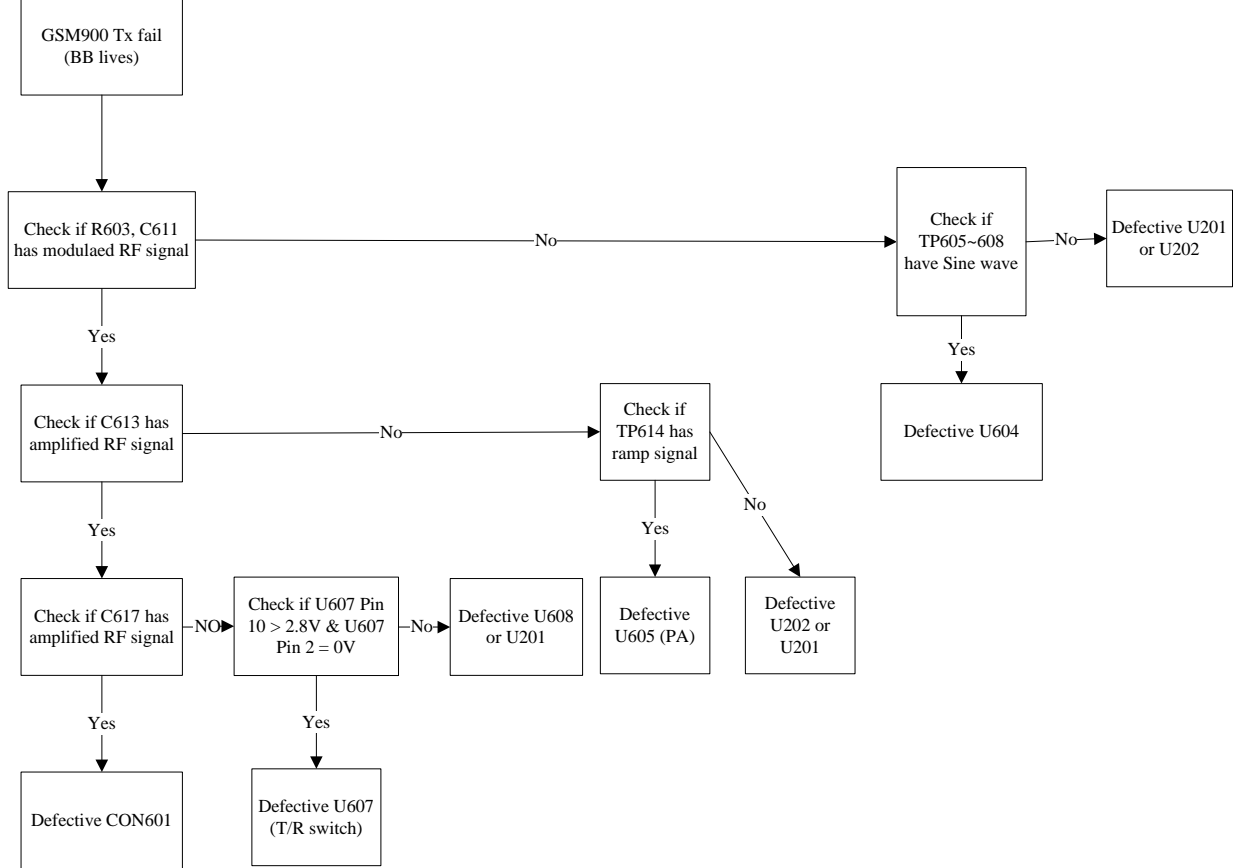 GSM900 Tx fail
(BB lives)
Check if R603, C611
has modulaed RF signal
No
Check if
TP605~608
have Sine wave
No
Defective U201
or U202
Yes
Yes
Check if C613 has
amplified RF signal
No
Check if
TP614 has
ramp signal
Defective U604
Yes
Yes
No
Check if C617 has
amplified RF signal
NO
Check if U607 Pin
10 > 2.8V & U607
Pin 2 = 0V
No
Defective U608
or U201
Defective
U605 (PA)
Defective
U202 or
U201
Yes
Yes
Defective CON601
Defective U607
(T/R switch)